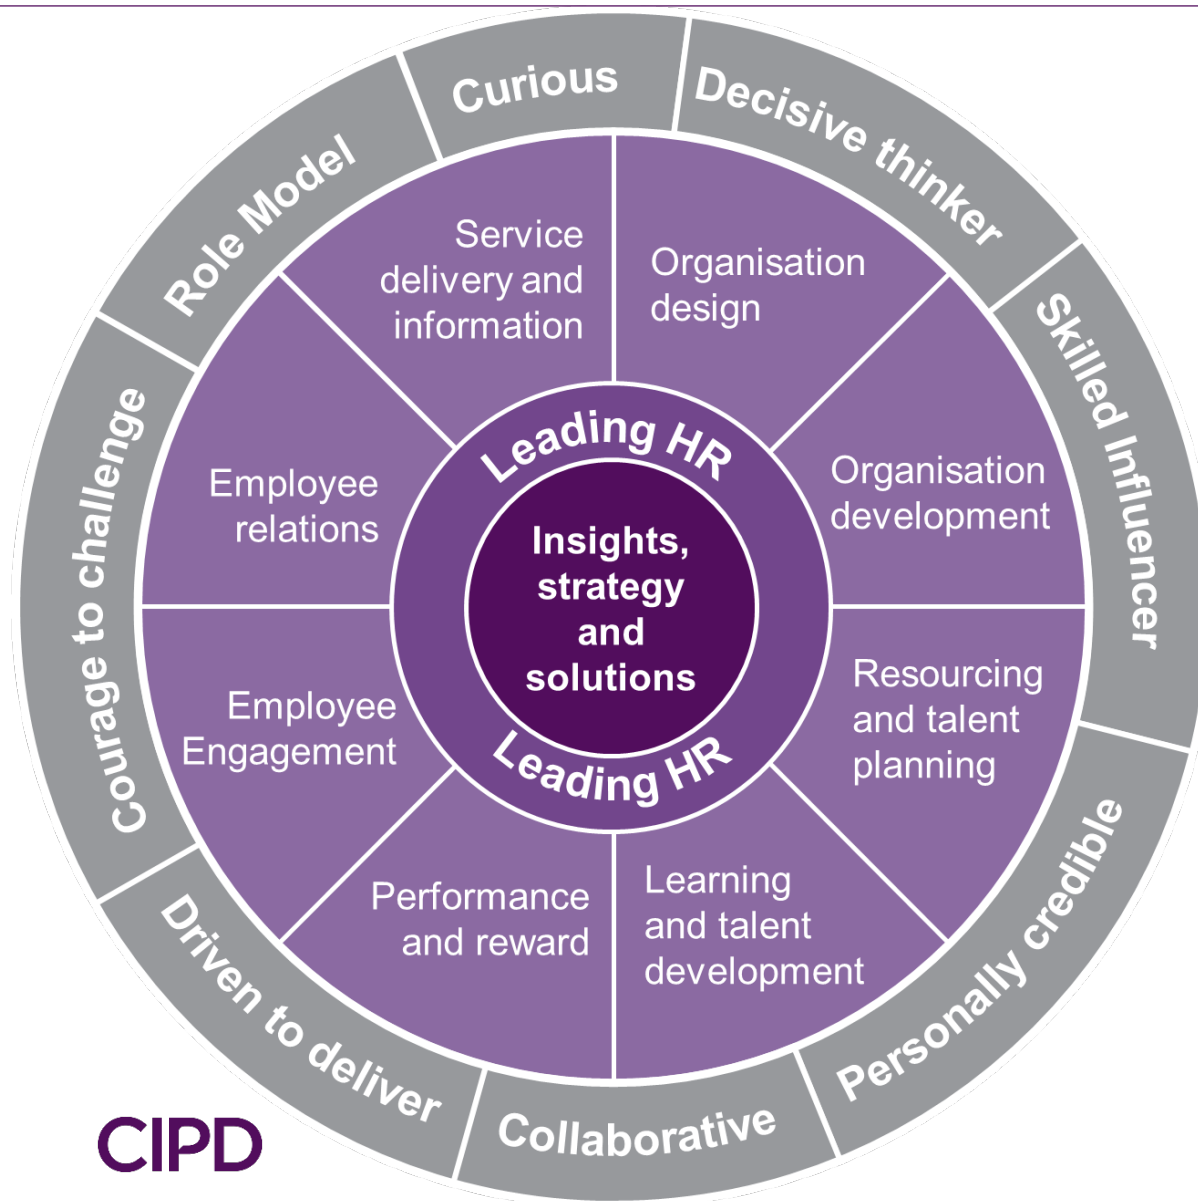 Curious
Decisive thinker
Skilled Influencer
Personally credible
Collaborative
Driven to deliver
Courage to challenge
Role Model
Service
delivery and
information
Organisation
design
Organisation
development
Resourcing
and talent
planning
Learning
and talent
development
Performance
and reward
Employee
Engagement
Employee
relations
Leading HR
Insights,
strategy
and
solutions
Leading HR
CIPD